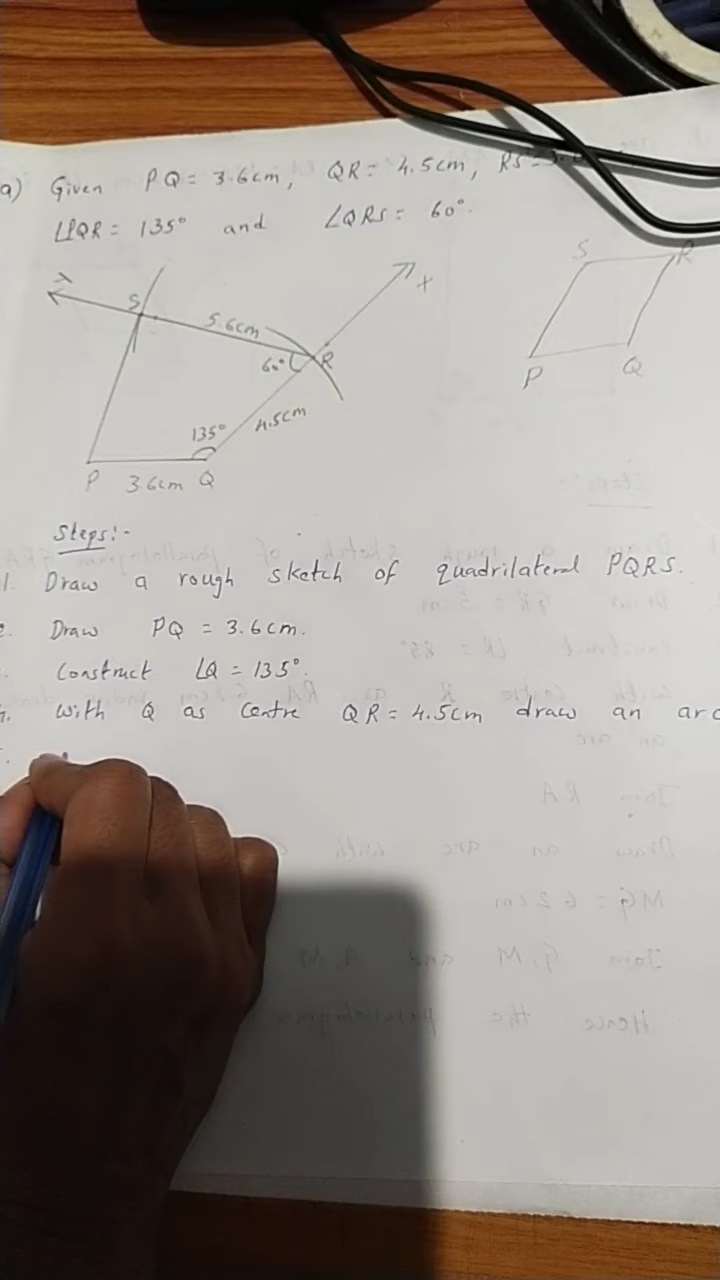 a) Given PQ = 3.6cm, QR = 4.5cm, RS =
∠PQR = 135° and ∠QRS = 60°.
S R
P Q
Y S 5.6cm X
60° R
135° 4.5cm
P 3.6cm Q
Steps:-
1. Draw a rough sketch of quadrilateral PQRS.
2. Draw PQ = 3.6cm.
. Construct ∠Q = 135°.
4. With Q as centre QR = 4.5cm draw an arc